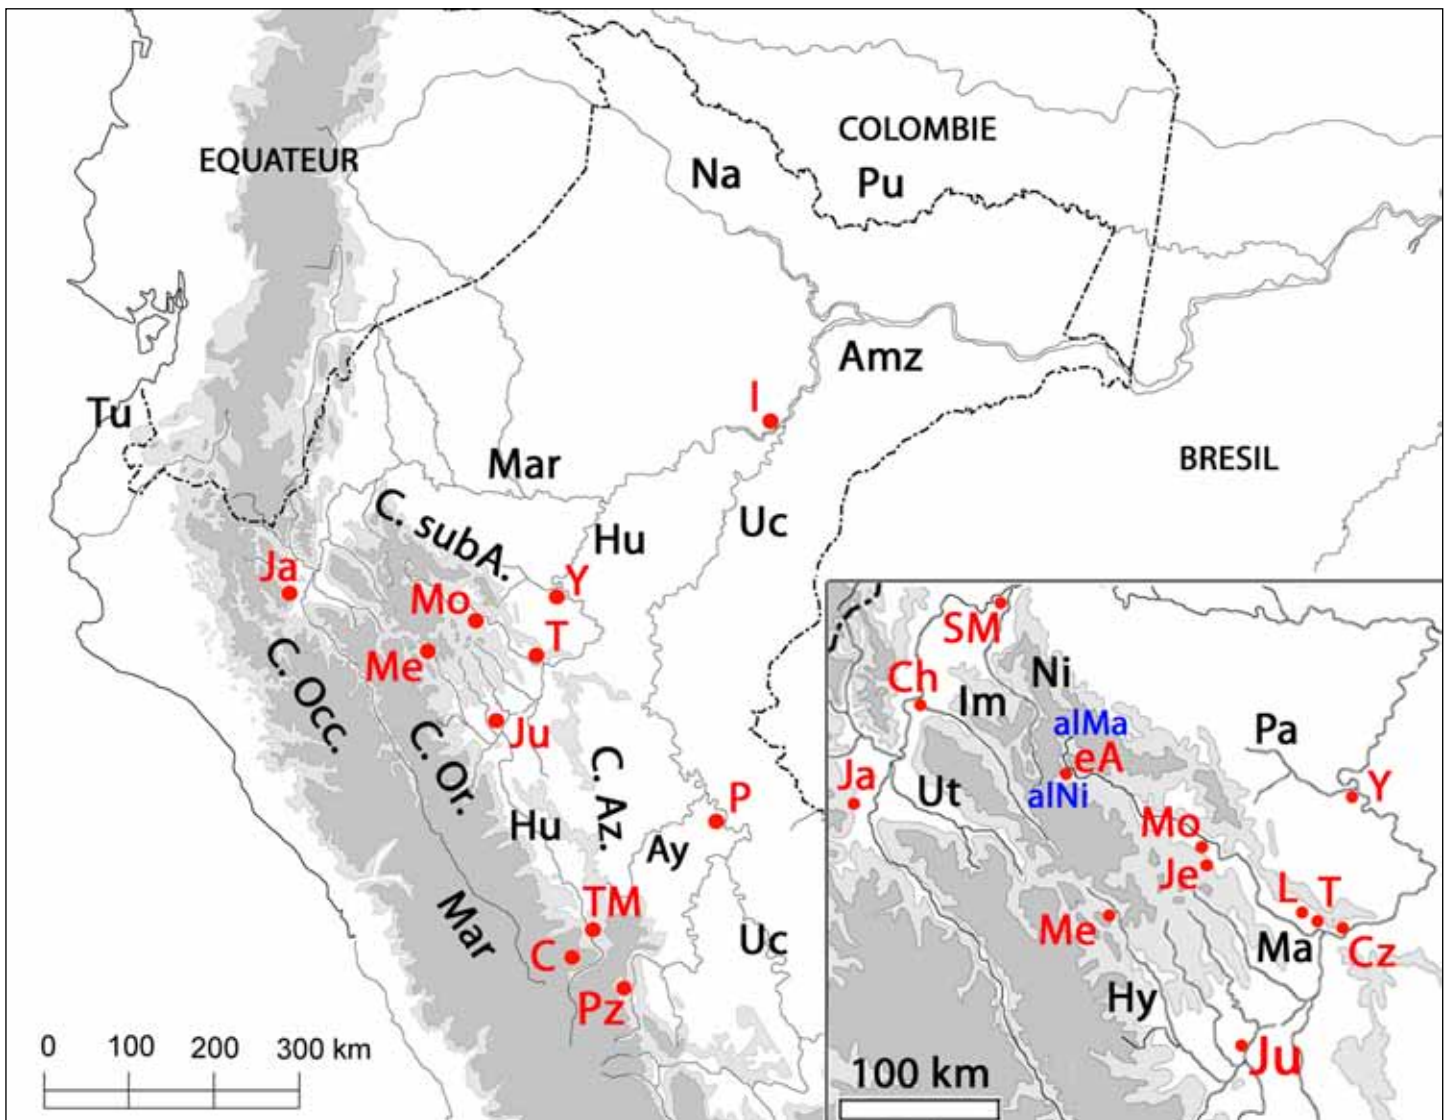 COLOMBIE
EQUATEUR
Na
Pu
Amz
Tu
I
BRESIL
Mar
C. subA.
Hu
Uc
Ja
Y
Mo
T
Me
C. Occ.
Ju
C. Or.
C. Az.
P
Hu
Ay
TM
Mar
C
Uc
Pz
0 100 200 300 km
SM
Ni
Ch
Im
alMa
Pa
Ja
eA
Ut
alNi
Y
Mo
Je
L T
Me
Ma
Cz
Hy
Ju
100 km